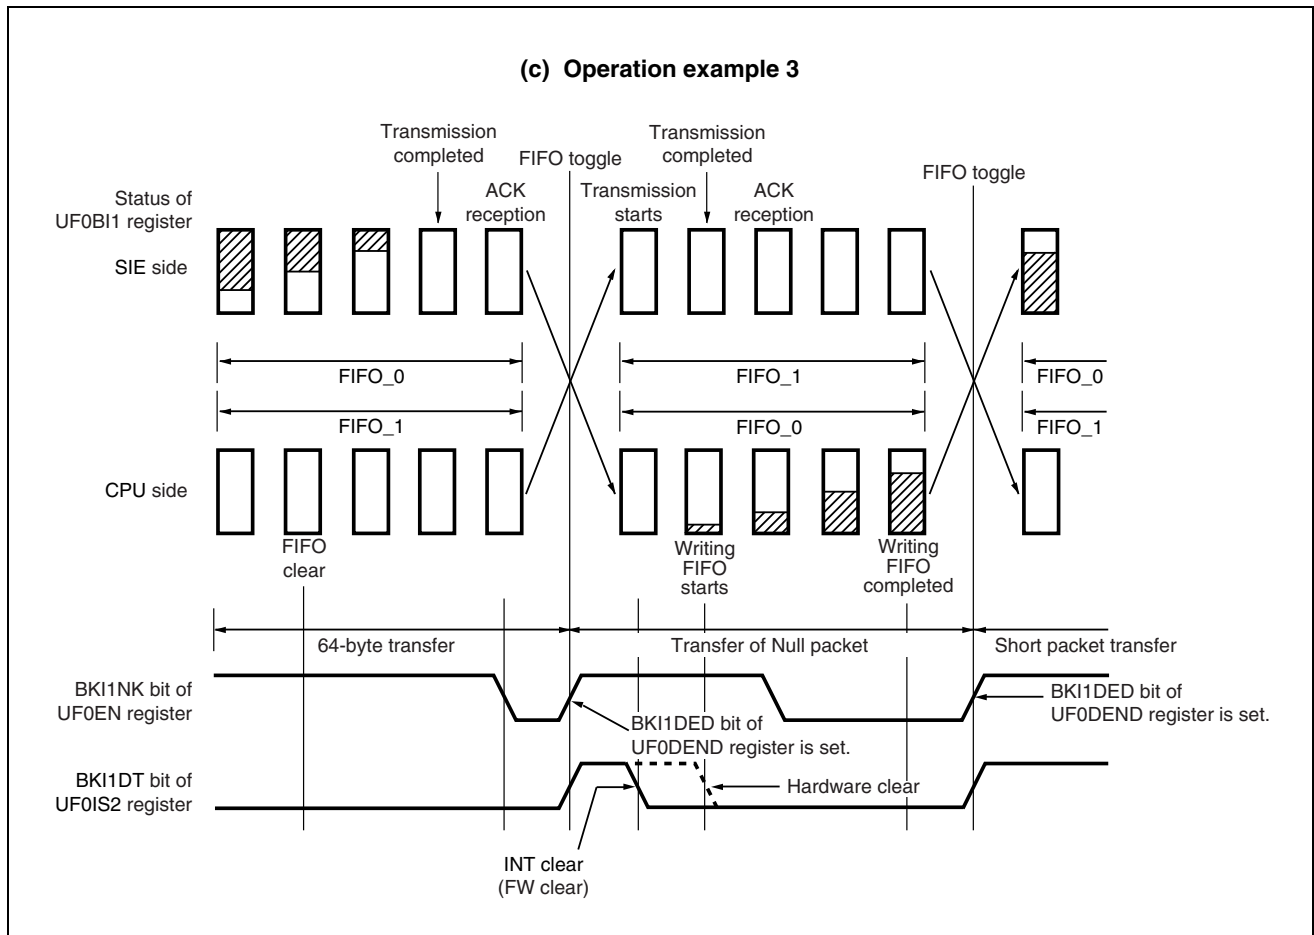 (c) Operation example 3
Transmission
completed
FIFO toggle
Transmission
completed
FIFO toggle
Status of
UF0BI1 register
ACK
reception
Transmission
starts
ACK
reception
SIE side
FIFO_0
FIFO_1
FIFO_0
FIFO_1
FIFO_0
FIFO_1
CPU side
FIFO
clear
Writing
FIFO
starts
Writing
FIFO
completed
64-byte transfer
Transfer of Null packet
Short packet transfer
BKI1NK bit of
UF0EN register
BKI1DED bit of
UF0DEND register is set.
BKI1DED bit of
UF0DEND register is set.
BKI1DT bit of
UF0IS2 register
Hardware clear
INT clear
(FW clear)